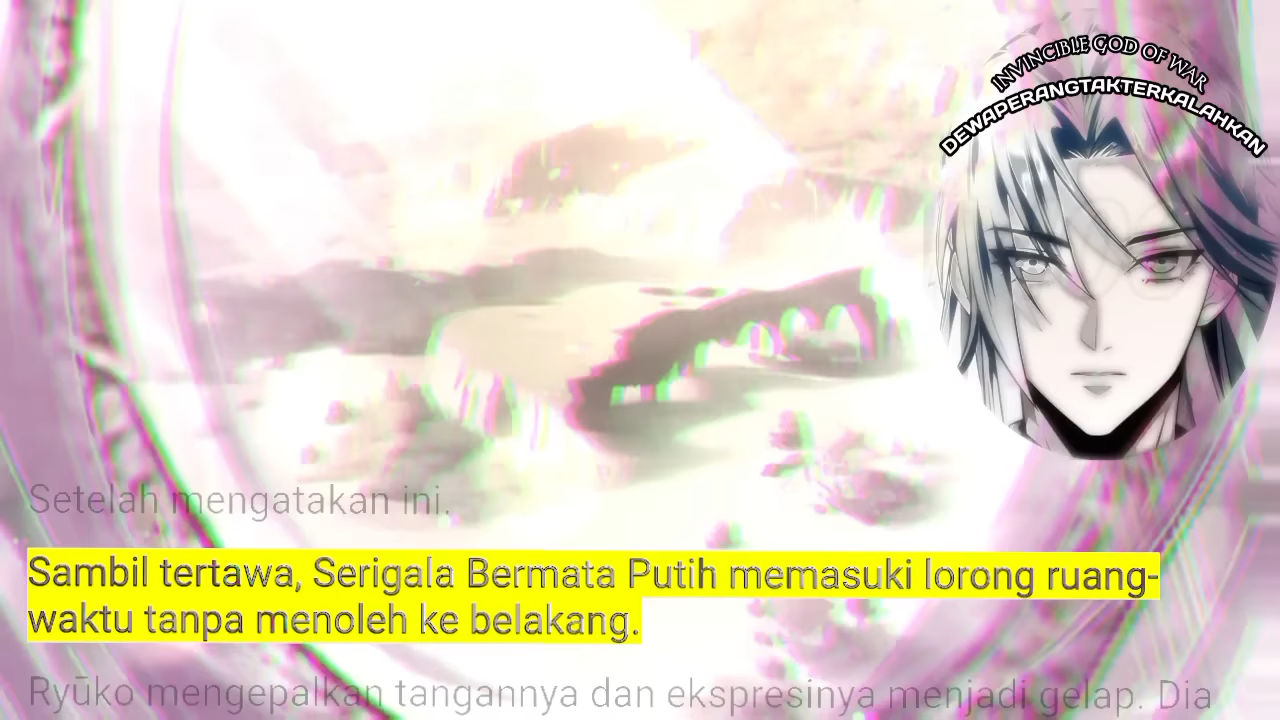 INVINCIBLE GOD OF WAR
DEWAPERANGTAKTERKALAHKAN
Setelah mengatakan ini.
Sambil tertawa, Serigala Bermata Putih memasuki lorong ruang-
waktu tanpa menoleh ke belakang.
Ryūko mengepalkan tangannya dan ekspresinya menjadi gelap. Dia